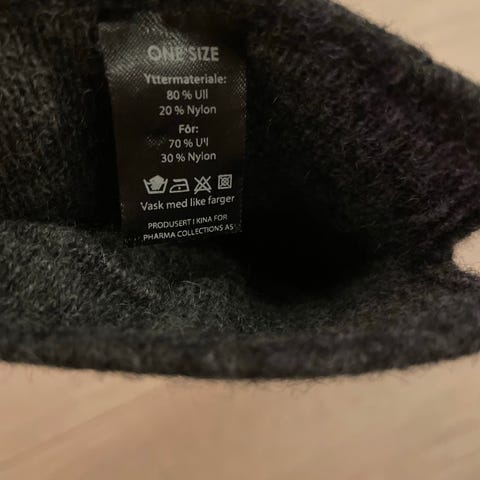 ONE SIZE
Yttermateriale:
80 % Ull
20 % Nylon
Fôr:
70 % Ull
30 % Nylon
Vask med like farger
PRODUSERT I KINA FOR
PHARMA COLLECTIONS AS